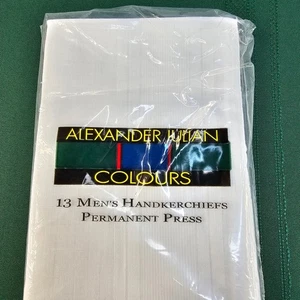 ALEXANDER JULIAN
COLOURS
13 MEN'S HANDKERCHIEFS
PERMANENT PRESS